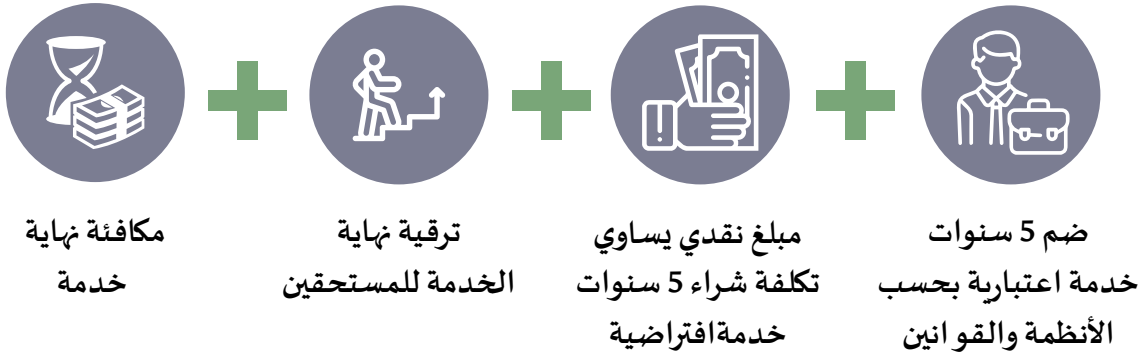 ضم 5 سنوات
خدمة اعتبارية بحسب
الأنظمة والقوانين
مبلغ نقدي يساوي
تكلفة شراء 5 سنوات
خدمةافتراضية
ترقية نهاية
الخدمة للمستحقين
مكافئة نهاية
خدمة